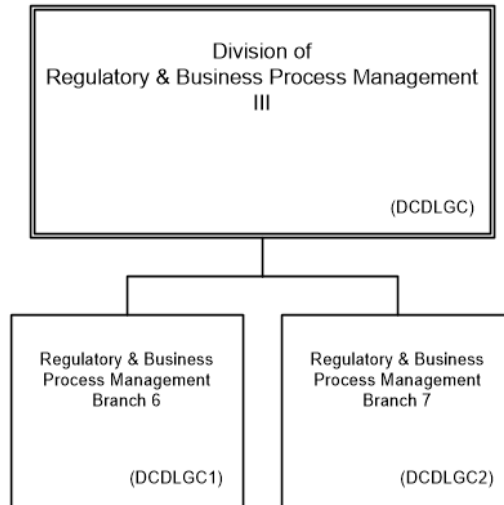 Division of
Regulatory & Business Process Management
III
(DCDLGC)
Regulatory & Business
Process Management
Branch 6
(DCDLGC1)
Regulatory & Business
Process Management
Branch 7
(DCDLGC2)